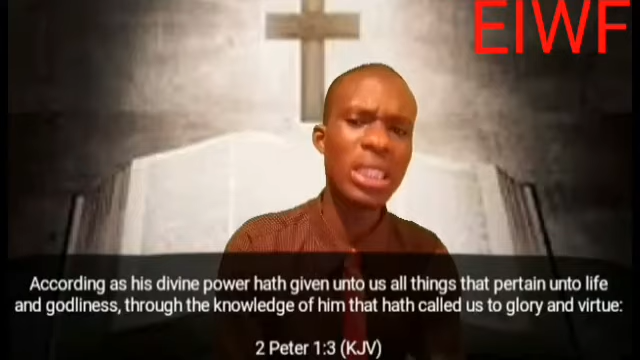 EIWF
According as his divine power hath given unto us all things that pertain unto life
and godliness, through the knowledge of him that hath called us to glory and virtue:
2 Peter 1:3 (KJV)